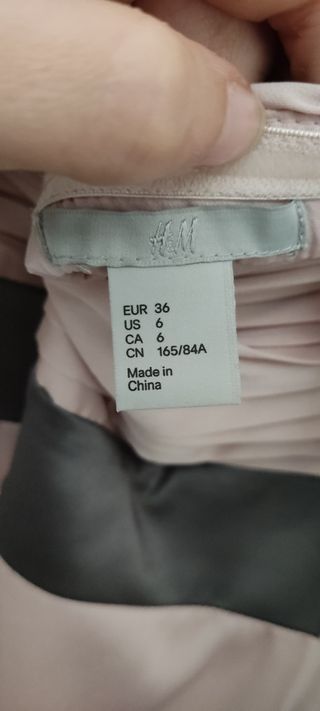 H&M
EUR 36
US 6
CA 6
CN 165/84A
Made in
China